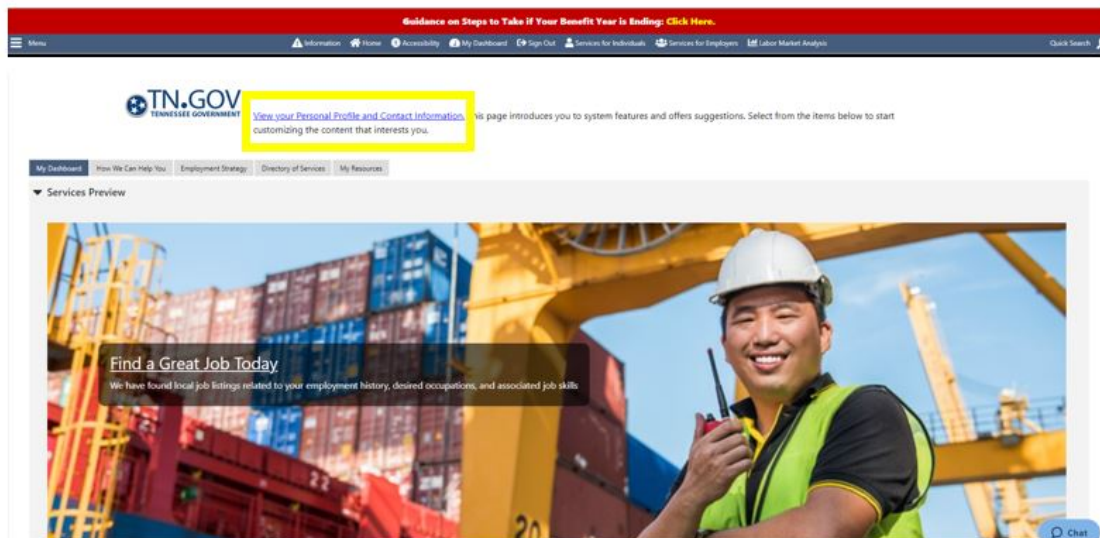 Guidance on Steps to Take if Your Benefit Year is Ending: Click Here.
Menu Information Home Accessibility My Dashboard Sign Out Services for Individuals Services for Employers Labor Market Analysis Quick Search
TN.GOV
TENNESSEE GOVERNMENT
View your Personal Profile and Contact Information. is page introduces you to system features and offers suggestions. Select from the items below to start
customizing the content that interests you.
My Dashboard How We Can Help You Employment Strategy Directory of Services My Resources
Services Preview
Find a Great Job Today
We have found local job listings related to your employment history, desired occupations, and associated job skills
22
20
Chat